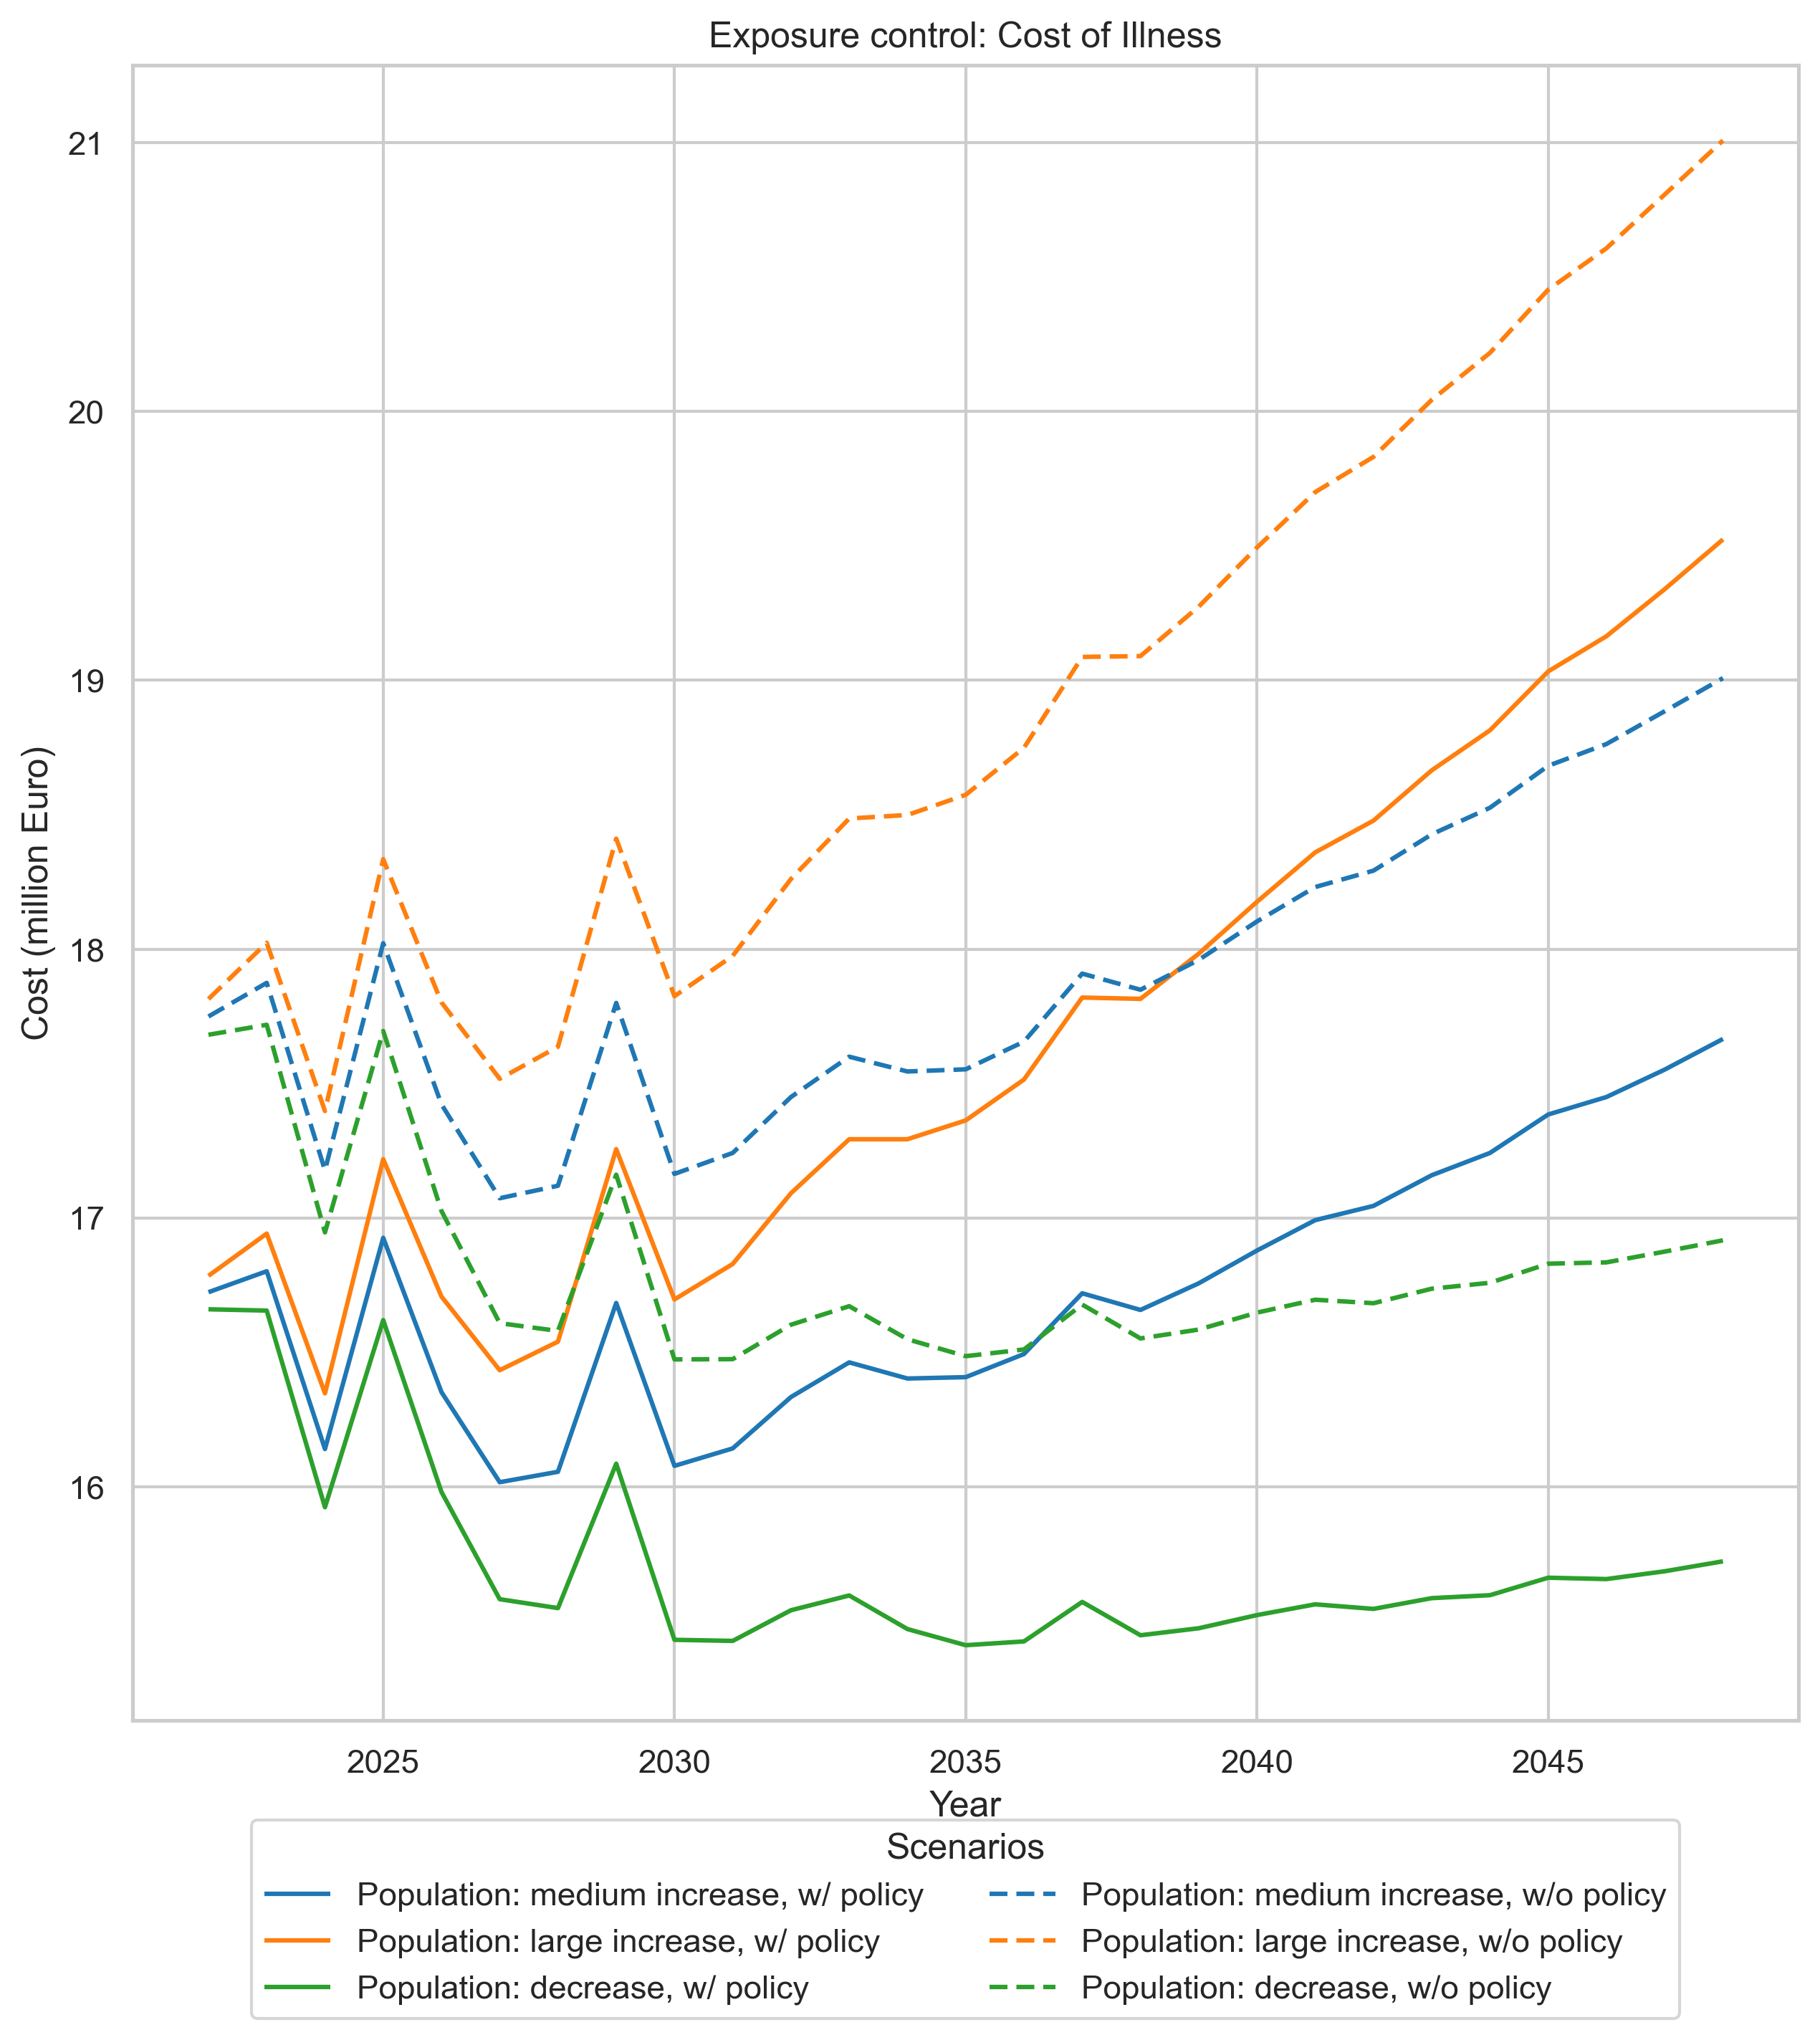 Exposure control: Cost of Illness
21
20
19
18
17
16
Cost (million Euro)
2025 2030 2035 2040 2045
Year
Scenarios
Population: medium increase, w/ policy
Population: large increase, w/ policy
Population: decrease, w/ policy
Population: medium increase, w/o policy
Population: large increase, w/o policy
Population: decrease, w/o policy